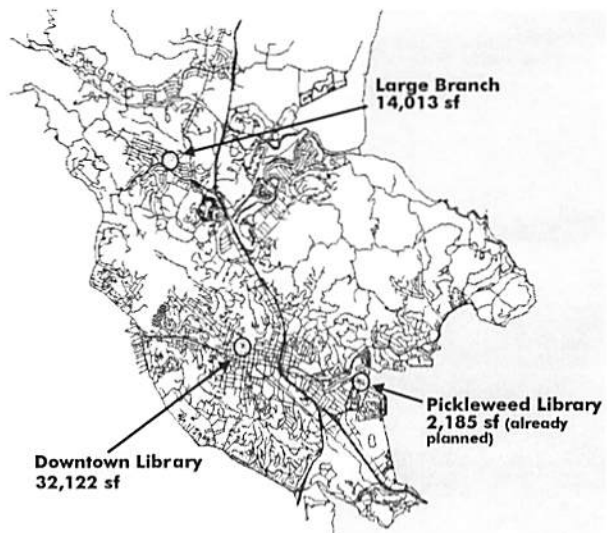 Large Branch
14,013 sf
Pickleweed Library
2,185 sf (already
planned)
Downtown Library
32,122 sf